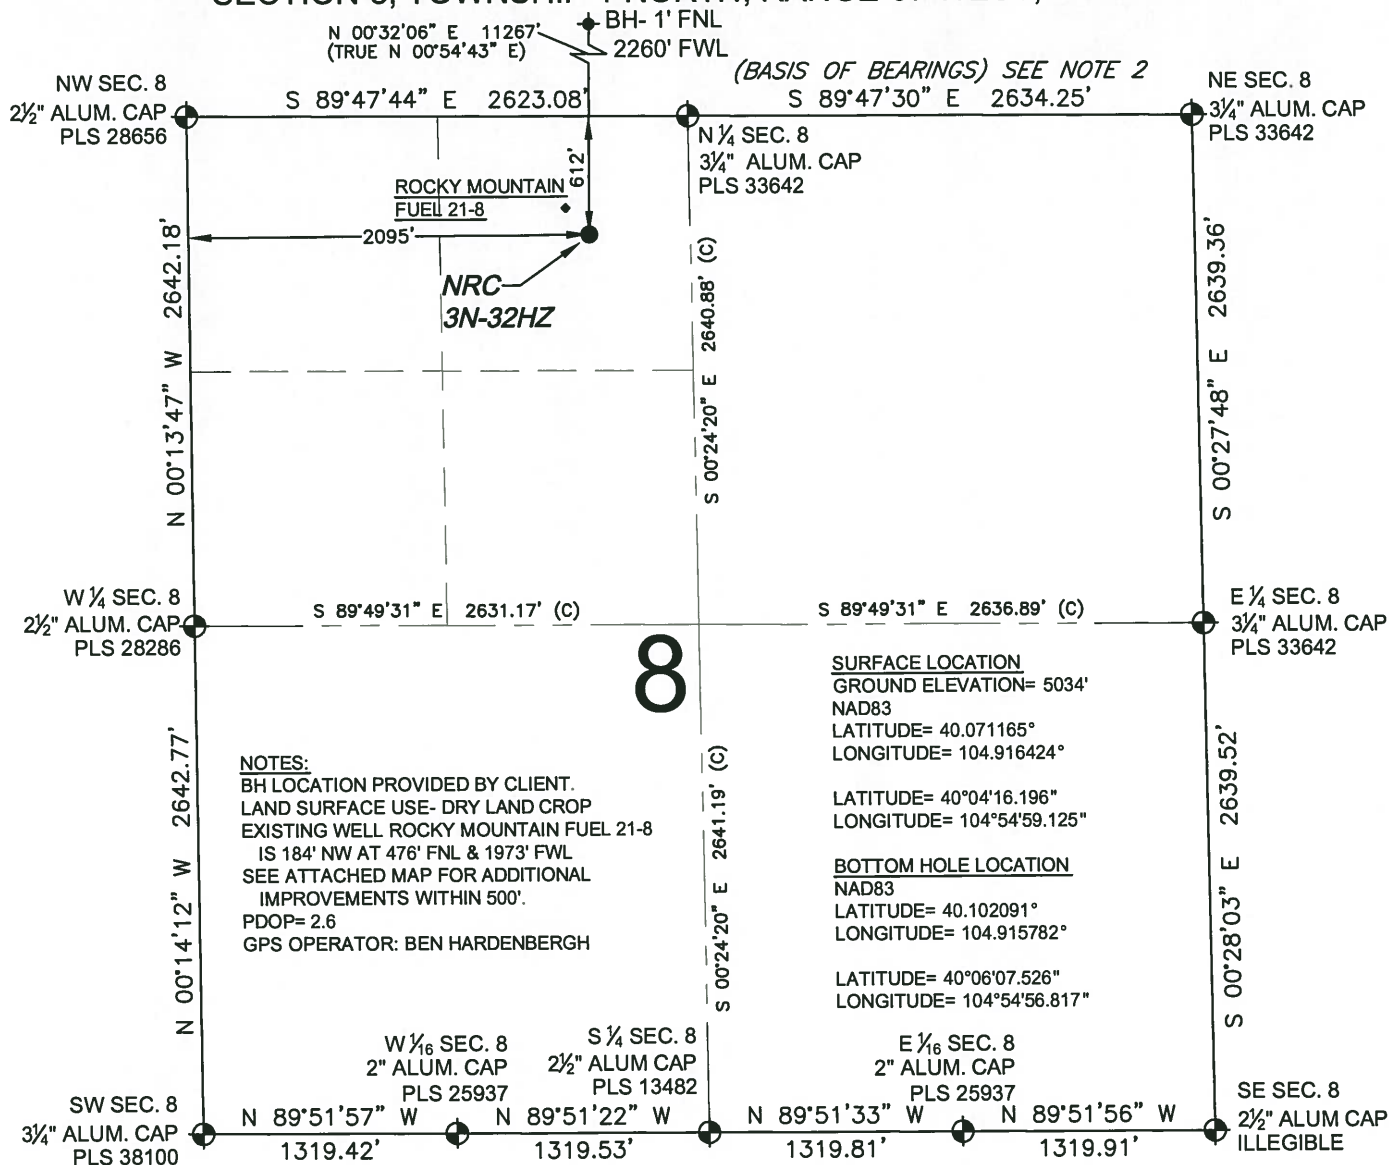 BH- 1' FNL
2260' FWL
N 00°32'06" E 11267'
(TRUE N 00°54'43" E)
(BASIS OF BEARINGS) SEE NOTE 2
NW SEC. 8
2½" ALUM. CAP
PLS 28656
S 89°47'44" E 2623.08'
S 89°47'30" E 2634.25'
NE SEC. 8
3¼" ALUM. CAP
PLS 33642
N ¼ SEC. 8
3¼" ALUM. CAP
PLS 33642
612'
ROCKY MOUNTAIN
FUEL 21-8
2095'
NRC
3N-32HZ
N 00°13'47" W 2642.18'
S 00°24'20" E 2640.88' (C)
S 00°27'48" E 2639.36'
W ¼ SEC. 8
2½" ALUM. CAP
PLS 28286
S 89°49'31" E 2631.17' (C)
S 89°49'31" E 2636.89' (C)
E ¼ SEC. 8
3¼" ALUM. CAP
PLS 33642
8
SURFACE LOCATION
GROUND ELEVATION= 5034'
NAD83
LATITUDE= 40.071165°
LONGITUDE= 104.916424°
LATITUDE= 40°04'16.196"
LONGITUDE= 104°54'59.125"
BOTTOM HOLE LOCATION
NAD83
LATITUDE= 40.102091°
LONGITUDE= 104.915782°
LATITUDE= 40°06'07.526"
LONGITUDE= 104°54'56.817"
NOTES:
BH LOCATION PROVIDED BY CLIENT.
LAND SURFACE USE- DRY LAND CROP
EXISTING WELL ROCKY MOUNTAIN FUEL 21-8
IS 184' NW AT 476' FNL & 1973' FWL
SEE ATTACHED MAP FOR ADDITIONAL
IMPROVEMENTS WITHIN 500'.
PDOP= 2.6
GPS OPERATOR: BEN HARDENBERGH
N 00°14'12" W 2642.77'
S 00°24'20" E 2641.19' (C)
S 00°28'03" E 2639.52'
W 1⁄16 SEC. 8
2" ALUM. CAP
PLS 25937
S ¼ SEC. 8
2½" ALUM CAP
PLS 13482
E 1⁄16 SEC. 8
2" ALUM. CAP
PLS 25937
SW SEC. 8
3¼" ALUM. CAP
PLS 38100
N 89°51'57" W
1319.42'
N 89°51'22" W
1319.53'
N 89°51'33" W
1319.81'
N 89°51'56" W
1319.91'
SE SEC. 8
2½" ALUM CAP
ILLEGIBLE